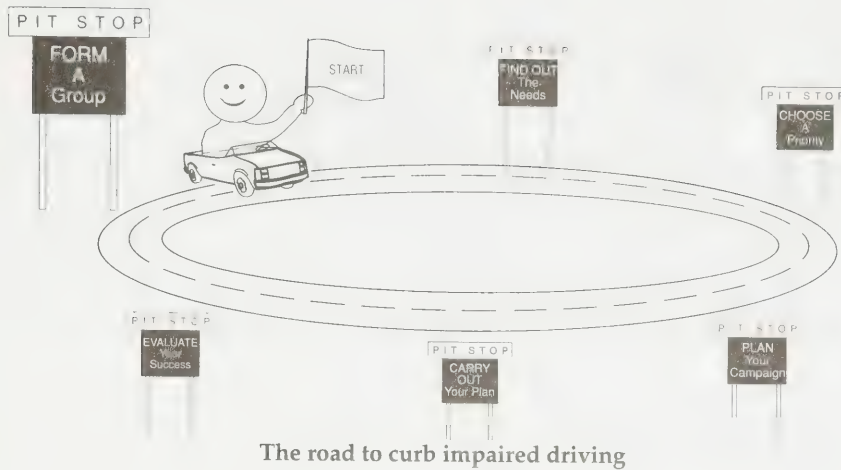 PIT STOP
FORM
A
Group
START
PIT STOP
FIND OUT
The
Needs
PIT STOP
CHOOSE
A
Priority
PIT STOP
PLAN
Your
Campaign
PIT STOP
CARRY
OUT
Your Plan
PIT STOP
EVALUATE
Your
Success
The road to curb impaired driving